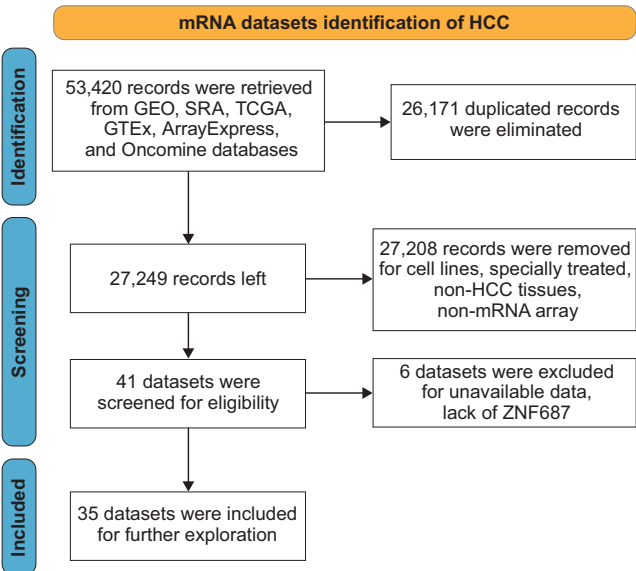 mRNA datasets identification of HCC
Identification
53,420 records were retrieved
from GEO, SRA, TCGA,
GTEx, ArrayExpress,
and Oncomine databases
26,171 duplicated records
were eliminated
Screening
27,249 records left
27,208 records were removed
for cell lines, specially treated,
non-HCC tissues,
non-mRNA array
41 datasets were
screened for eligibility
6 datasets were excluded
for unavailable data,
lack of ZNF687
Included
35 datasets were included
for further exploration